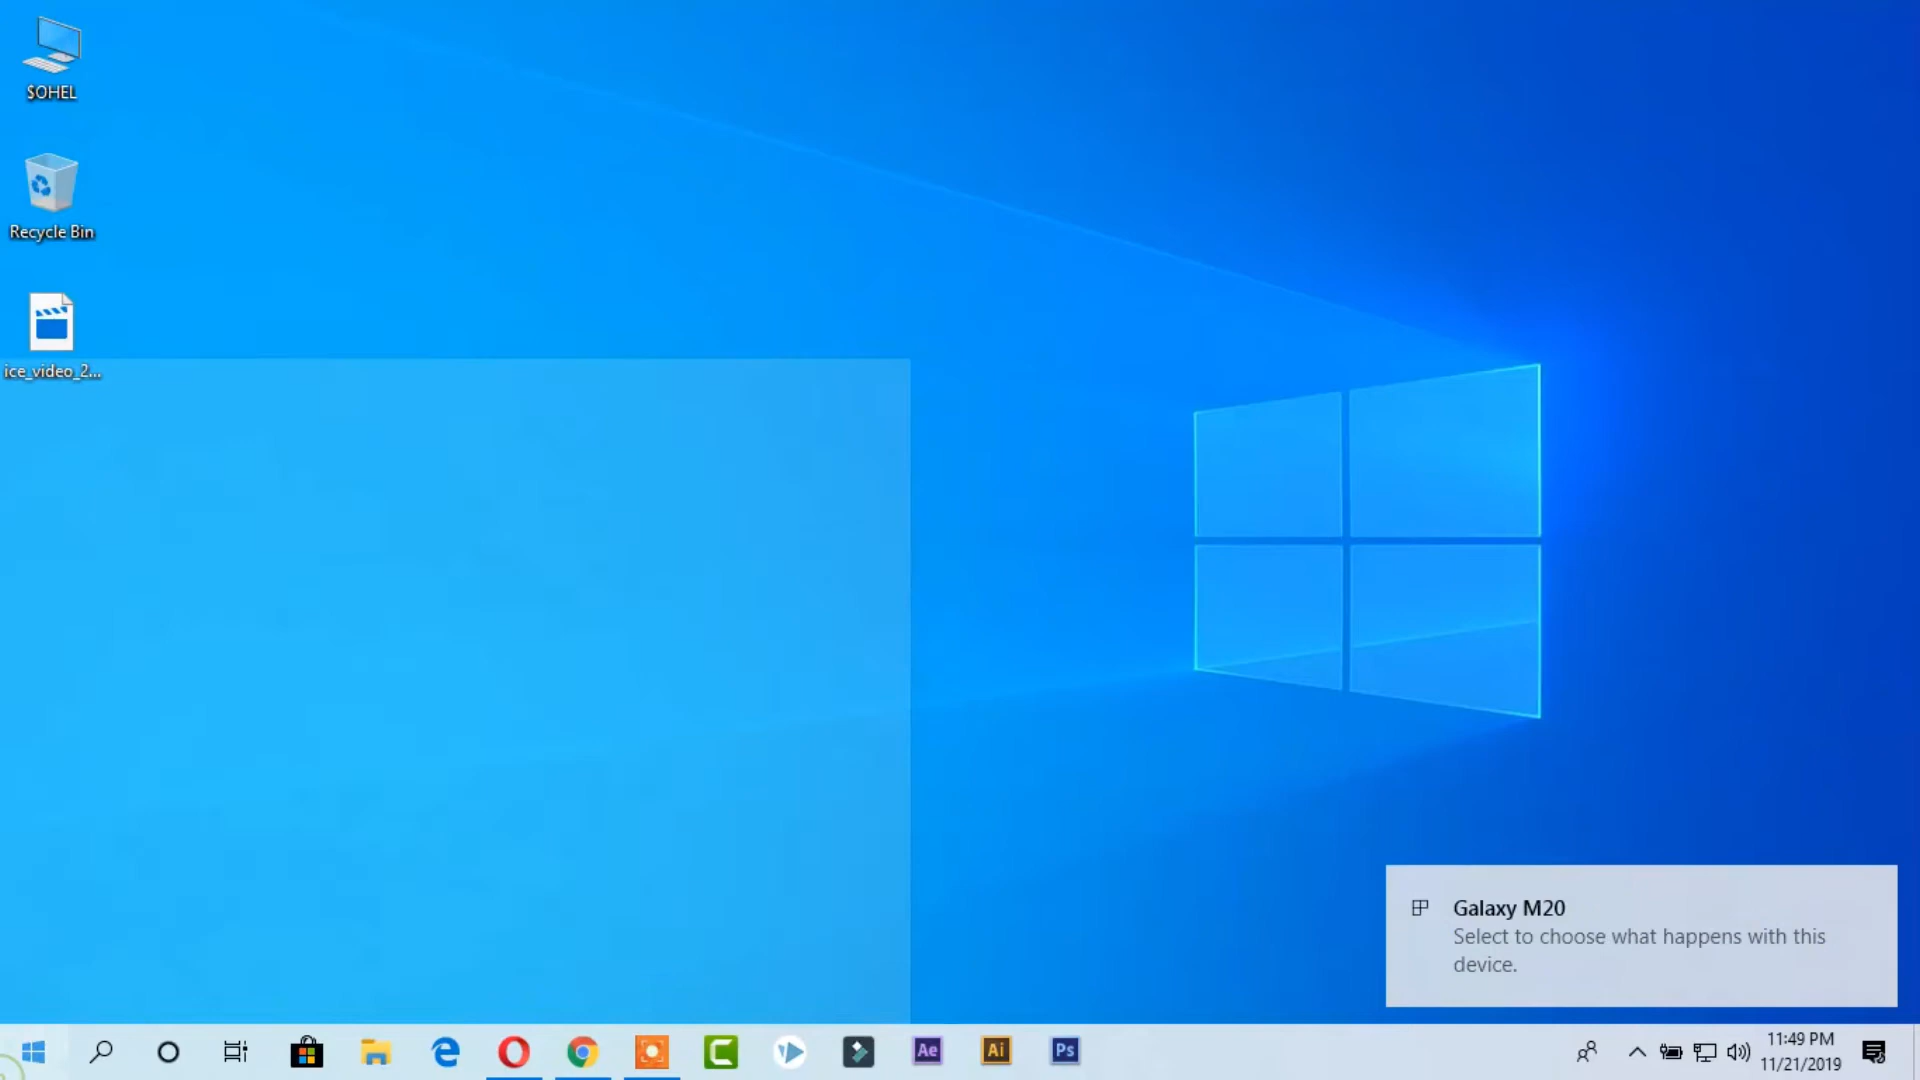 $OHEL
Recycle Bin
ice_video_2...
Galaxy M20
Select to choose what happens with this
device.
Ae
Ai
Ps
11:49 PM
11/21/2019